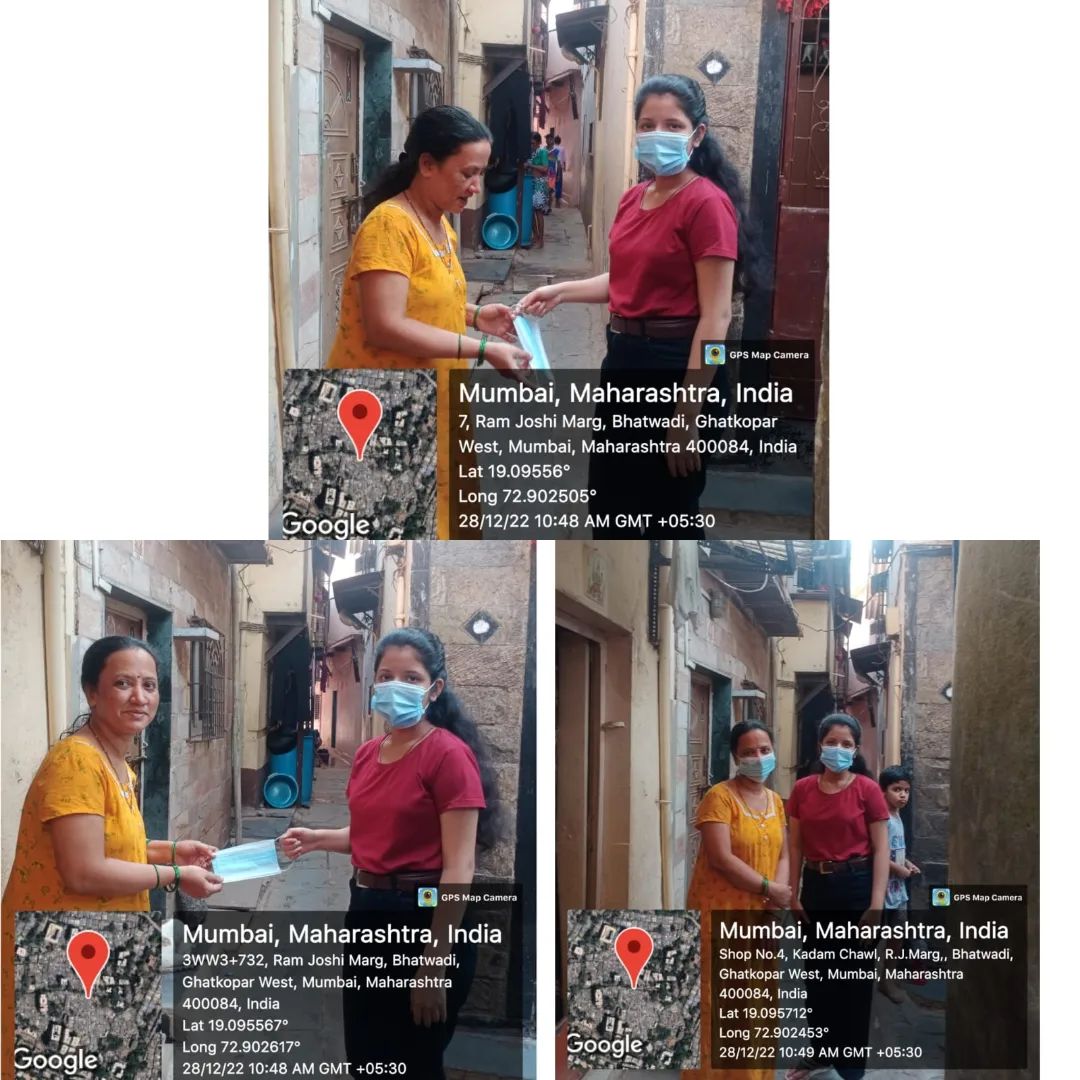 GPS Map Camera
Mumbai, Maharashtra, India
7, Ram Joshi Marg, Bhatwadi, Ghatkopar
West, Mumbai, Maharashtra 400084, India
Lat 19.09556°
Long 72.902505°
28/12/22 10:48 AM GMT +05:30
Google
GPS Map Camera
Mumbai, Maharashtra, India
3WW3+732, Ram Joshi Marg, Bhatwadi,
Ghatkopar West, Mumbai, Maharashtra
400084, India
Lat 19.095567°
Long 72.902617°
28/12/22 10:48 AM GMT +05:30
Google
GPS Map Camera
Mumbai, Maharashtra, India
Shop No.4, Kadam Chawl, R.J.Marg,, Bhatwadi,
Ghatkopar West, Mumbai, Maharashtra
400084, India
Lat 19.095712°
Long 72.902453°
28/12/22 10:49 AM GMT +05:30
Google